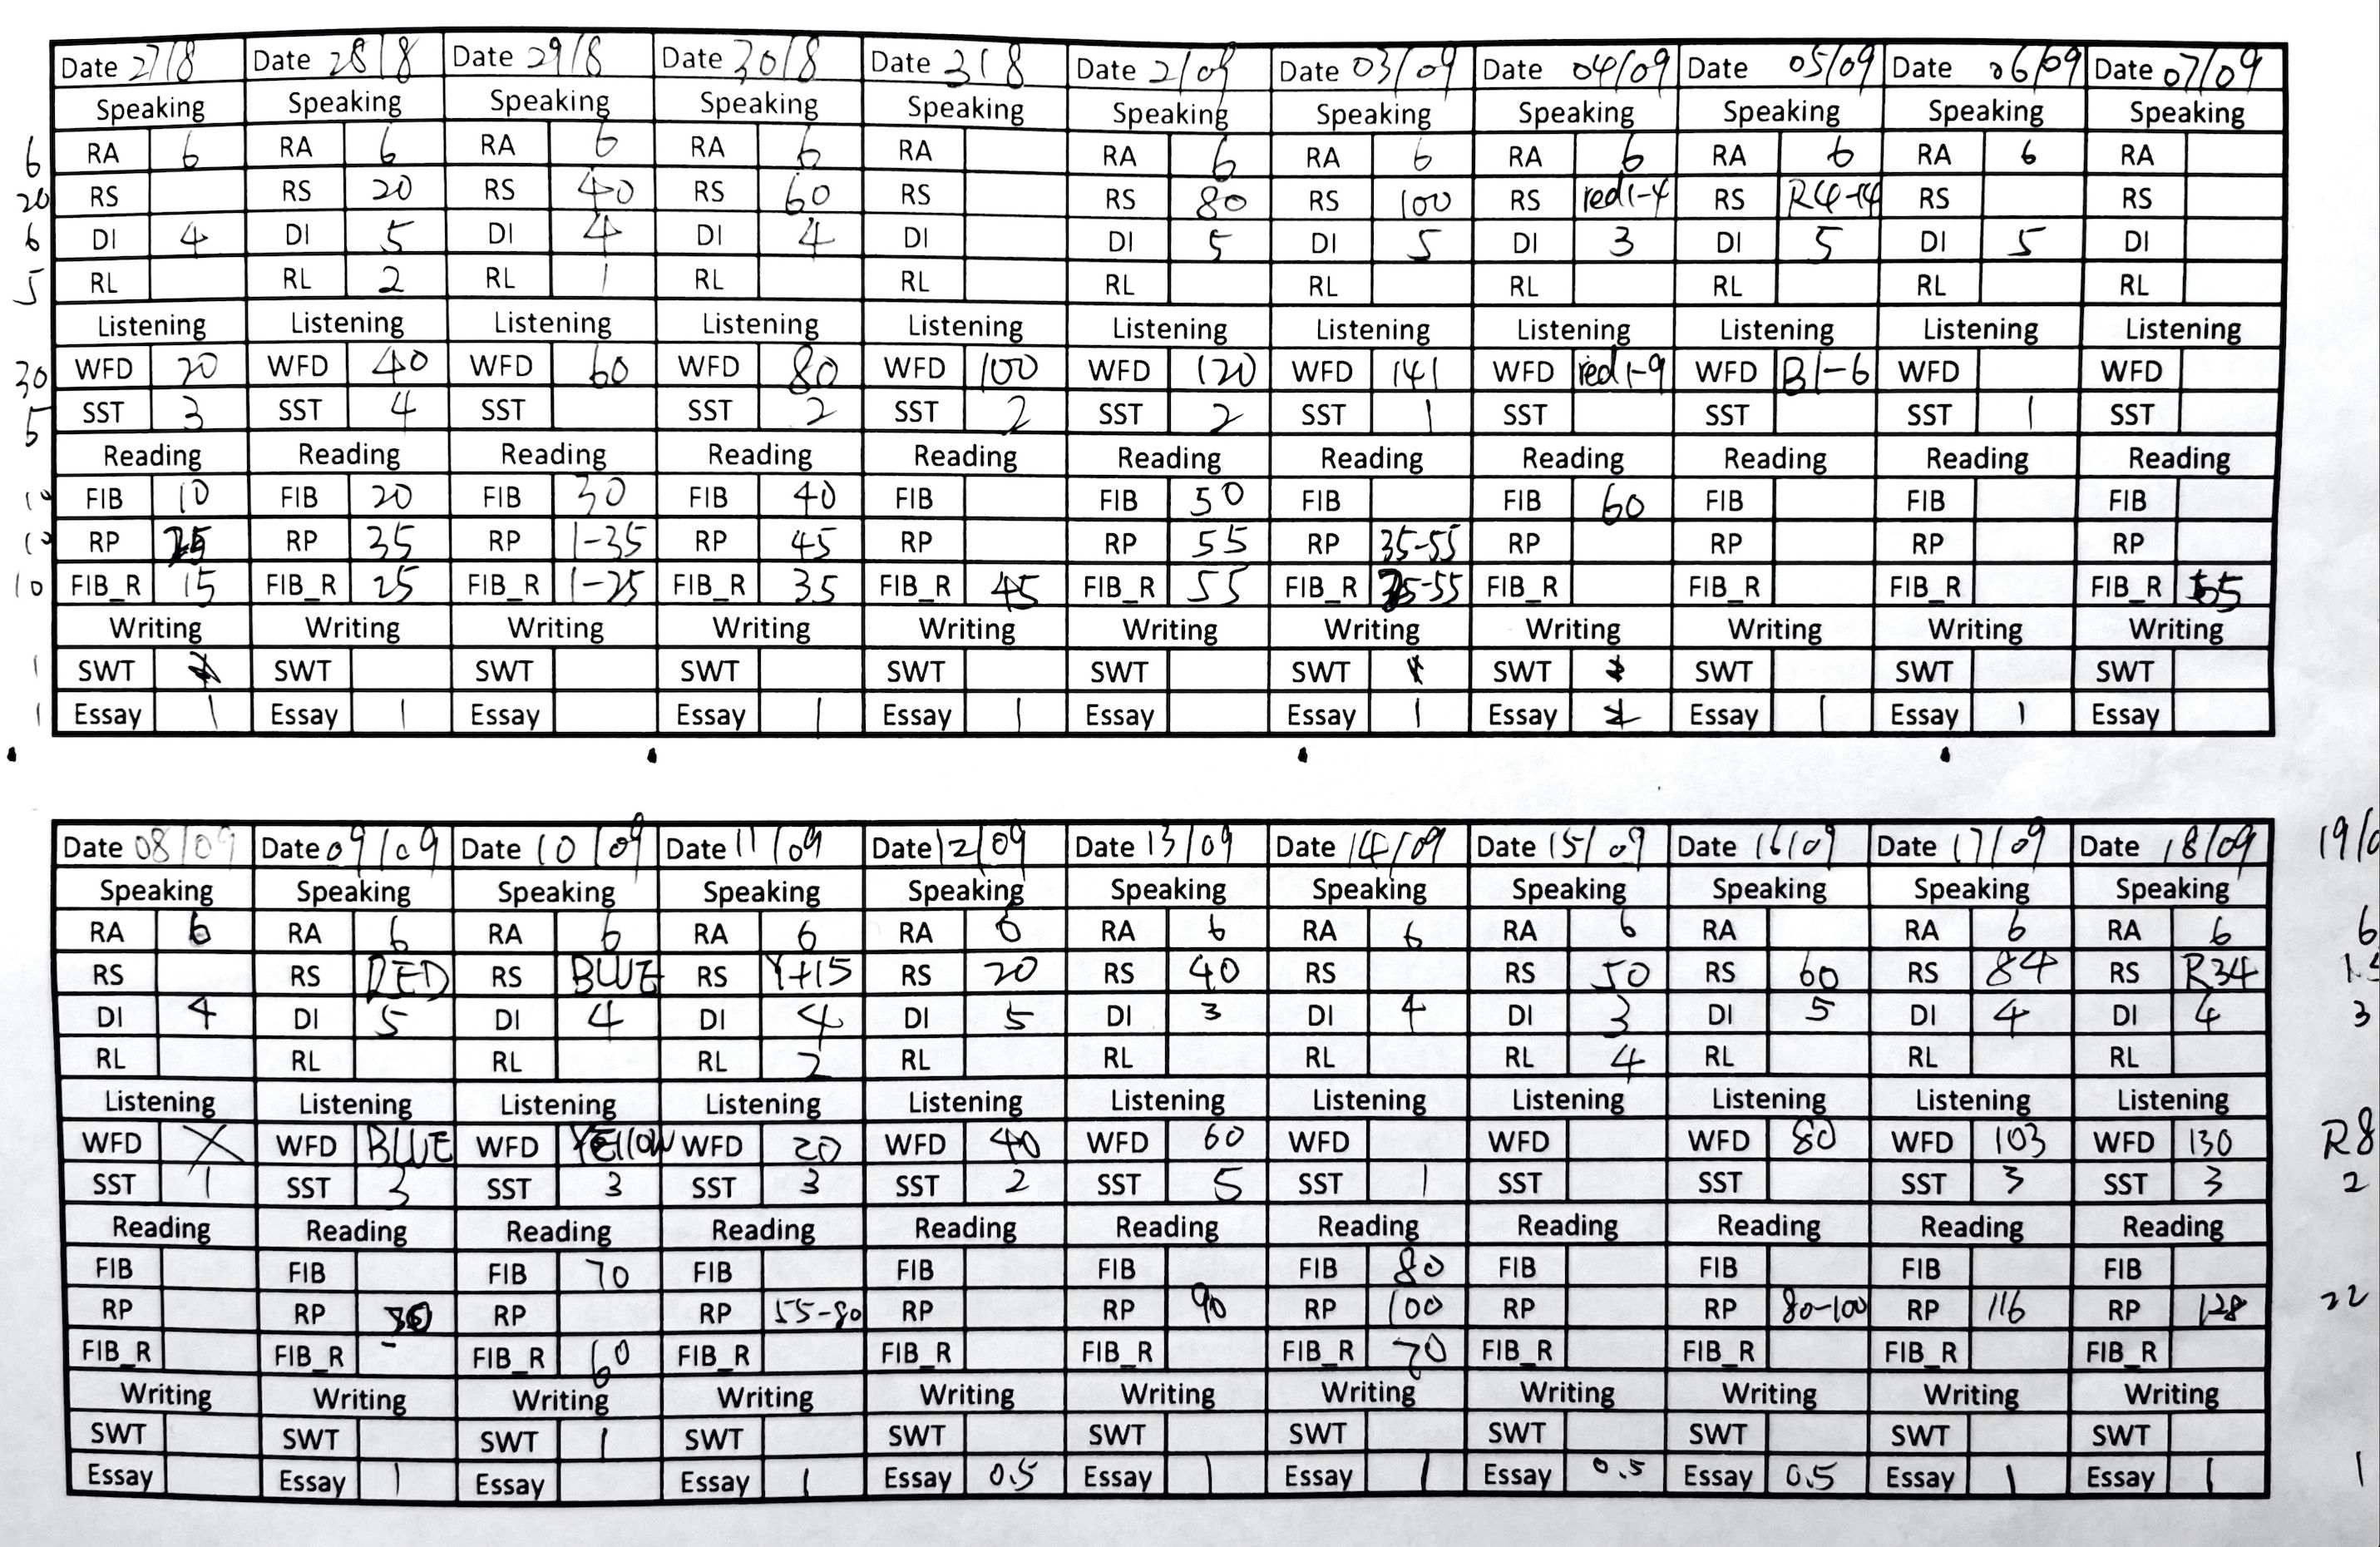 Date 27/8 Date 28/8 Date 29/8 Date 30/8 Date 31/8 Date 2/09 Date 03/09 Date 04/09 Date 05/09 Date 06/09 Date 07/09
Speaking Speaking Speaking Speaking Speaking Speaking Speaking Speaking Speaking Speaking Speaking
6 RA 6 RA 6 RA 6 RA 6 RA RA 6 RA 6 RA 6 RA 6 RA 6 RA
20 RS RS 20 RS 40 RS 60 RS RS 80 RS 100 RS red1-4 RS R4-14 RS RS
6 DI 4 DI 5 DI 4 DI 4 DI DI 5 DI 5 DI 3 DI 5 DI 5 DI
5 RL RL 2 RL 1 RL RL RL RL RL RL RL RL
Listening Listening Listening Listening Listening Listening Listening Listening Listening Listening Listening
30 WFD 20 WFD 40 WFD 60 WFD 80 WFD 100 WFD 120 WFD 141 WFD red1-9 WFD B1-6 WFD WFD
5 SST 3 SST 4 SST SST 2 SST 2 SST 2 SST 1 SST SST SST 1 SST
Reading Reading Reading Reading Reading Reading Reading Reading Reading Reading Reading
10 FIB 10 FIB 20 FIB 30 FIB 40 FIB FIB 50 FIB FIB 60 FIB FIB FIB
10 RP 25 RP 35 RP 1-35 RP 45 RP RP 55 RP 35-55 RP RP RP RP
10 FIB_R 15 FIB_R 25 FIB_R 1-25 FIB_R 35 FIB_R 45 FIB_R 55 FIB_R FIB_R FIB_R FIB_R FIB_R
Writing Writing Writing Writing Writing Writing Writing Writing Writing Writing Writing
1 SWT SWT SWT SWT SWT SWT SWT SWT SWT SWT SWT
1 Essay 1 Essay 1 Essay Essay 1 Essay 1 Essay Essay 1 Essay Essay 1 Essay 1 Essay
Date 08/09 Date 09/09 Date 10/09 Date 11/09 Date 12/09 Date 13/09 Date 14/09 Date 15/09 Date 16/09 Date 17/09 Date 18/09 19/0
Speaking Speaking Speaking Speaking Speaking Speaking Speaking Speaking Speaking Speaking Speaking
RA 6 RA 6 RA 6 RA 6 RA 6 RA 6 RA 6 RA 6 RA RA 6 RA 6 6
RS RS RED RS BLUE RS Y+15 RS 20 RS 40 RS RS 50 RS 60 RS 84 RS R34
DI 4 DI 5 DI 4 DI 4 DI 5 DI 3 DI 4 DI 3 DI 5 DI 4 DI 4 3
RL RL RL RL 2 RL RL RL RL 4 RL RL RL
Listening Listening Listening Listening Listening Listening Listening Listening Listening Listening Listening
WFD X WFD BLUE WFD YEllOW WFD 20 WFD 40 WFD 60 WFD WFD WFD 80 WFD 103 WFD 130 R8
SST 1 SST 3 SST 3 SST 3 SST 2 SST 5 SST 1 SST SST SST 3 SST 3 2
Reading Reading Reading Reading Reading Reading Reading Reading Reading Reading Reading
FIB FIB FIB 70 FIB FIB FIB FIB 80 FIB FIB FIB FIB
RP RP RP RP 55-80 RP RP 90 RP 100 RP RP 80-100 RP 116 RP 128 22
FIB_R FIB_R FIB_R 60 FIB_R FIB_R FIB_R FIB_R 70 FIB_R FIB_R FIB_R FIB_R
Writing Writing Writing Writing Writing Writing Writing Writing Writing Writing Writing
SWT SWT SWT 1 SWT SWT SWT SWT SWT SWT SWT SWT
Essay Essay 1 Essay Essay 1 Essay 0.5 Essay 1 Essay 1 Essay 0.5 Essay 0.5 Essay 1 Essay 1 1